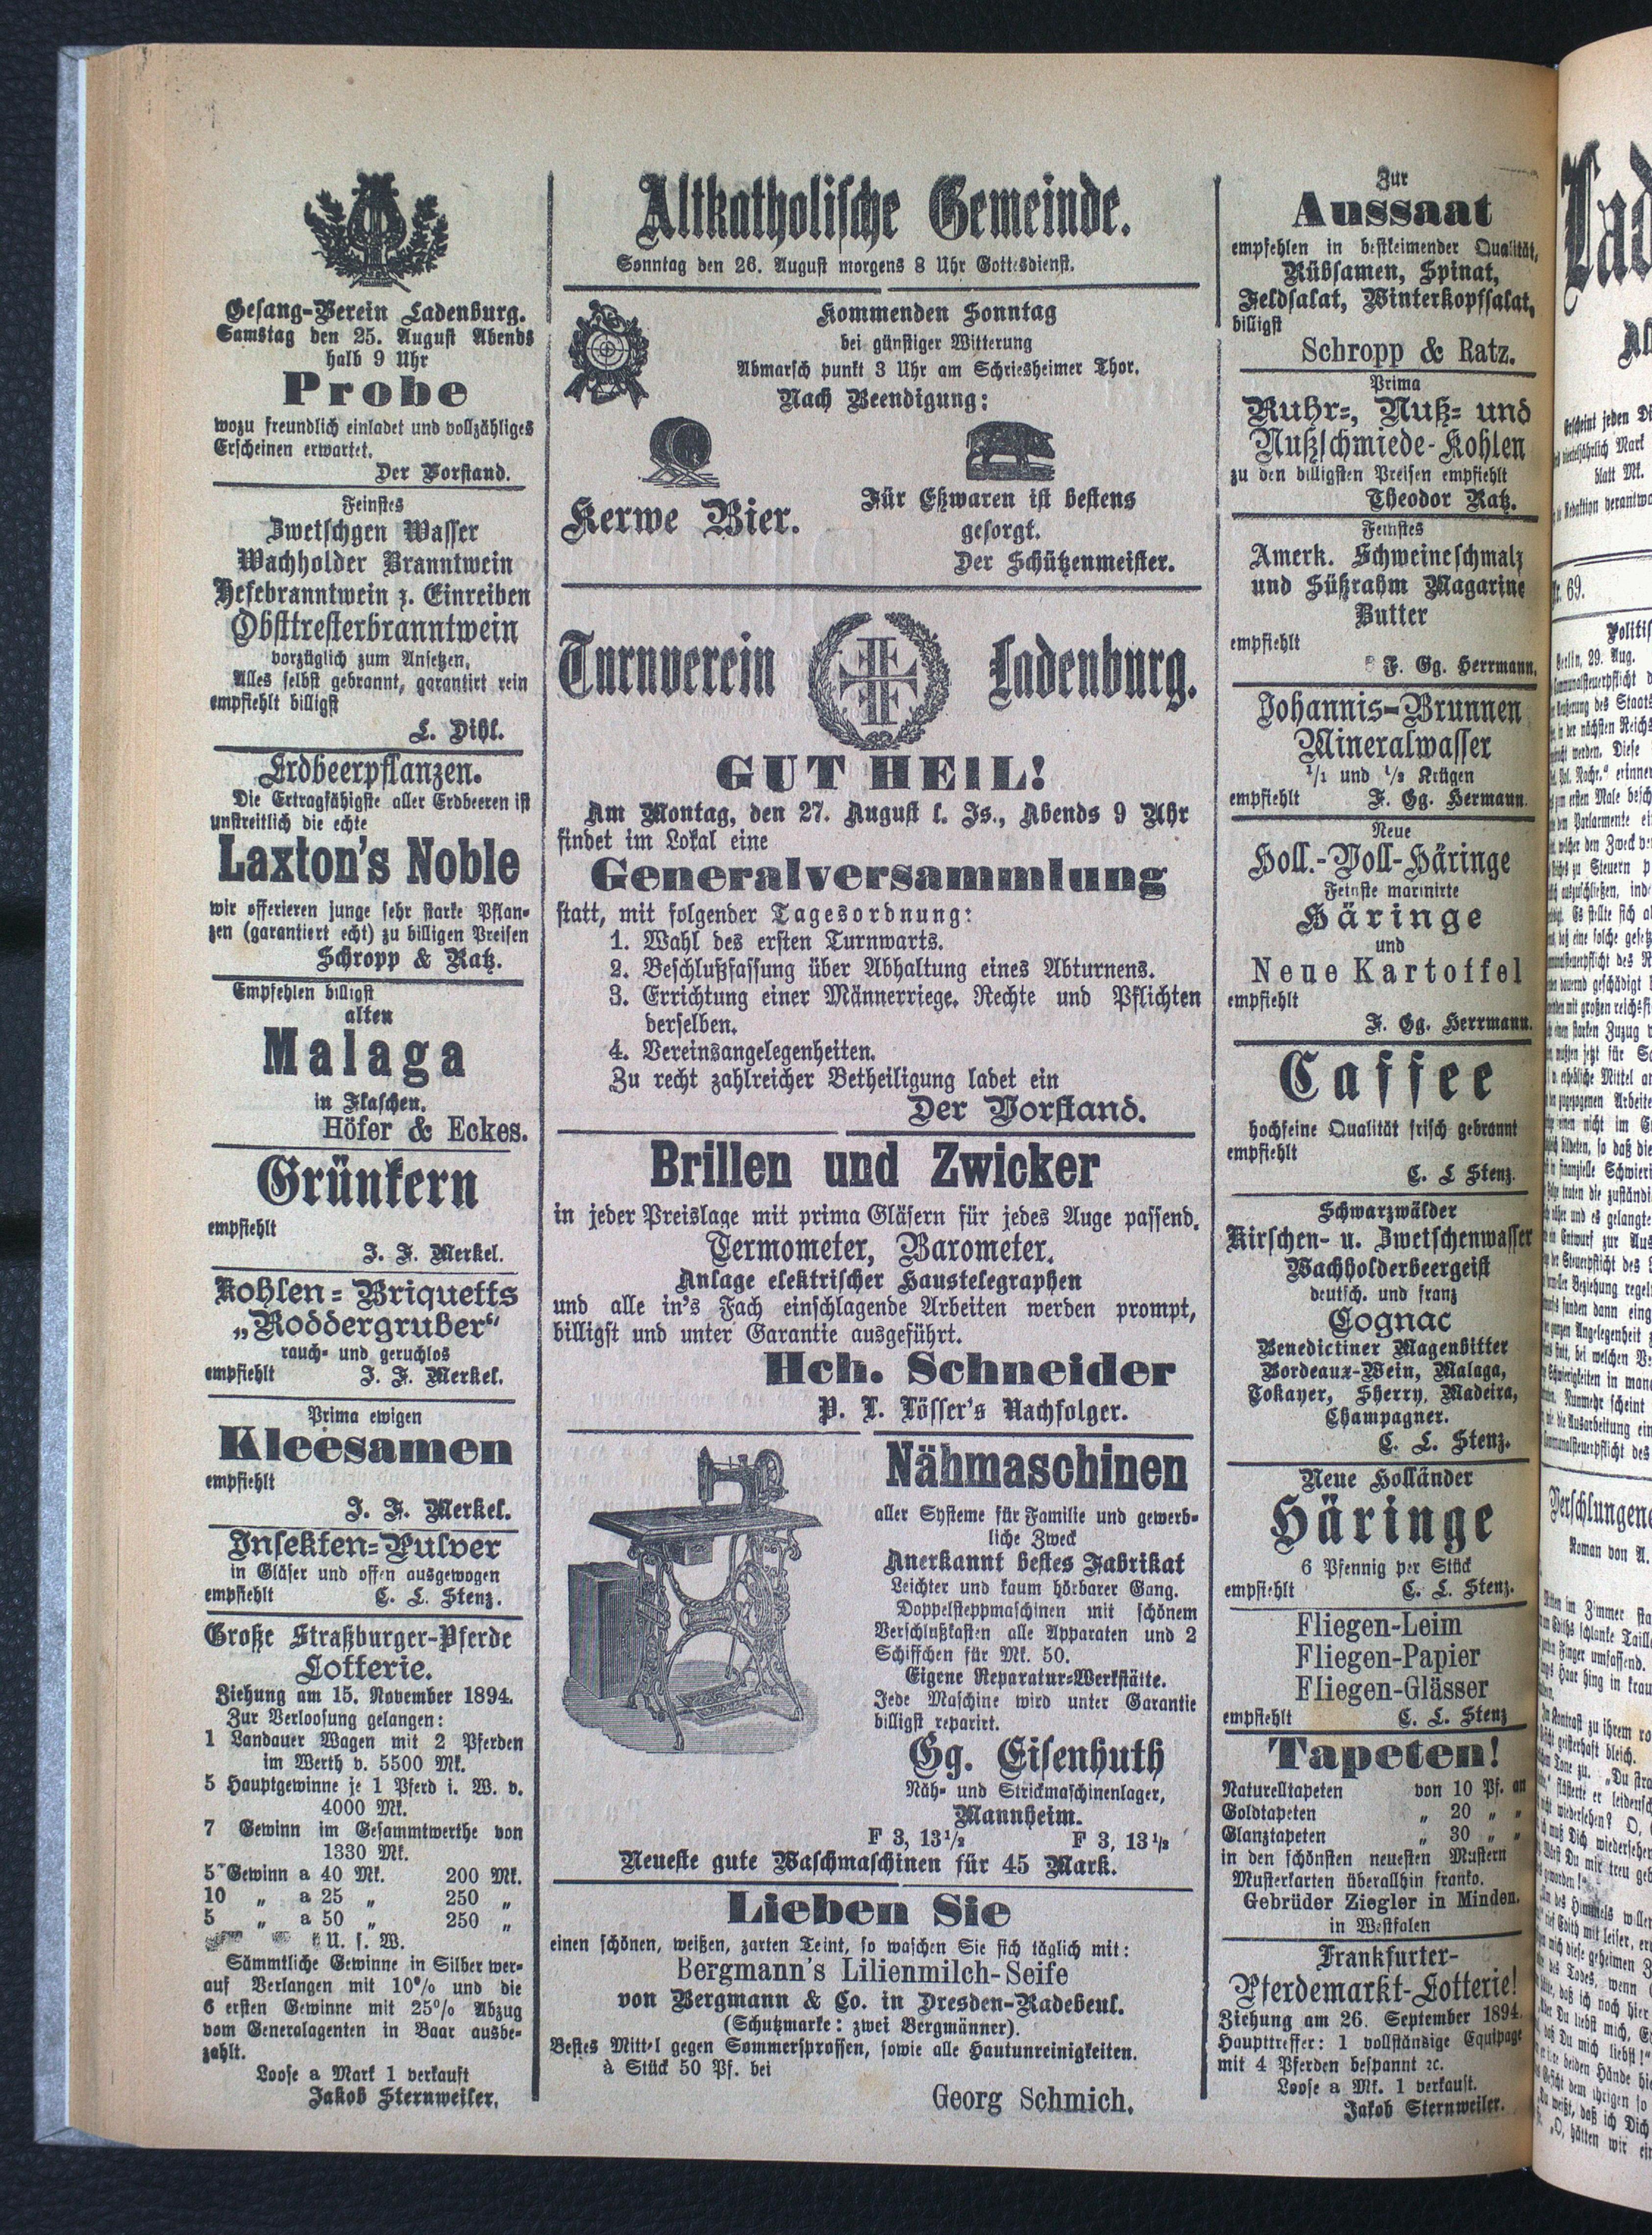 Gesang-Verein Ladenburg.
Samstag den 25. August Abends
halb 9 Uhr
Probe
wozu freundlich einladet und vollzähliges
Erscheinen erwartet.
Der Vorstand.
Feinstes
Zwetschgen Wasser
Wachholder Branntwein
Hefebranntwein z. Einreiben
Obsttresterbranntwein
vorzüglich zum Ansetzen,
Alles selbst gebrannt, garantirt rein
empfiehlt billigst
L. Dihl.
Erdbeerpflanzen.
Die Ertragfähigste aller Erdbeeren ist
unstreitlich die echte
Laxton's Noble
wir offerieren junge sehr starke Pflan-
zen (garantiert echt) zu billigen Preisen
Schropp & Ratz.
Empfehlen billigst
alten
Malaga
in Flaschen.
Höfer & Eckes.
Grünkern
empfiehlt
J. F. Merkel.
Kohlen-Briquetts
„Roddergruber“
rauch- und geruchlos
empfiehlt J. F. Merkel.
Prima ewigen
Kleesamen
empfiehlt
J. F. Merkel.
Insekten-Pulver
in Gläser und offen ausgewogen
empfiehlt C. L. Stenz.
Große Straßburger-Pferde
Lotterie.
Ziehung am 15. November 1894.
Zur Verloosung gelangen:
1 Landauer Wagen mit 2 Pferden
im Werth v. 5500 Mk.
5 Hauptgewinne je 1 Pferd i. W. v.
4000 Mk.
7 Gewinn im Gesammtwerthe von
1330 Mk.
5 Gewinn a 40 Mk. 200 Mk.
10 „ a 25 „ 250 „
5 „ a 50 „ 250 „
U. s. W.
Sämmtliche Gewinne in Silber wer-
auf Verlangen mit 10% und die
6 ersten Gewinne mit 25% Abzug
vom Generalagenten in Baar ausbe-
zahlt.
Loose a Mark 1 verkauft
Jakob Sternweiler.
Altkatholische Gemeinde.
Sonntag den 26. August morgens 8 Uhr Gottesdienst.
Kommenden Sonntag
bei günstiger Witterung
Abmarsch punkt 3 Uhr am Schriesheimer Thor.
Nach Beendigung:
Kerwe Bier.
Für Eßwaren ist bestens
gesorgt.
Der Schützenmeister.
Turnverein Ladenburg.
GUT HEIL!
Am Montag, den 27. August l. Js., Abends 9 Uhr
findet im Lokal eine
Generalversammlung
statt, mit folgender Tagesordnung:
1. Wahl des ersten Turnwarts.
2. Beschlußfassung über Abhaltung eines Abturnens.
3. Errichtung einer Männerriege. Rechte und Pflichten
derselben.
4. Vereinsangelegenheiten.
Zu recht zahlreicher Betheiligung ladet ein
Der Vorstand.
Brillen und Zwicker
in jeder Preislage mit prima Gläsern für jedes Auge passend.
Termometer, Barometer.
Anlage elektrischer Haustelegraphen
und alle in's Fach einschlagende Arbeiten werden prompt,
billigst und unter Garantie ausgeführt.
Hch. Schneider
P. L. Lösser's Nachfolger.
Nähmaschinen
aller Systeme für Familie und gewerb-
liche Zweck
Anerkannt bestes Fabrikat
Leichter und kaum hörbarer Gang.
Doppelsteppmaschinen mit schönem
Verschlußkasten alle Apparaten und 2
Schiffchen für Mk. 50.
Eigene Reparatur-Werkstätte.
Jede Maschine wird unter Garantie
billigst reparirt.
Gg. Eisenhuth
Näh- und Strickmaschinenlager,
Mannheim.
F 3, 13½ F 3, 13½
Neueste gute Waschmaschinen für 45 Mark.
Lieben Sie
einen schönen, weißen, zarten Teint, so waschen Sie sich täglich mit:
Bergmann's Lilienmilch-Seife
von Bergmann & Co. in Dresden-Radebeul.
(Schutzmarke: zwei Bergmänner).
Bestes Mittel gegen Sommersprossen, sowie alle Hautunreinigkeiten.
à Stück 50 Pf. bei
Georg Schmich.
Zur
Aussaat
empfehlen in bestkeimender Qualität,
Rübsamen, Spinat,
Feldsalat, Winterkopfsalat,
billigst
Schropp & Ratz.
Prima
Ruhr-, Nuß- und
Nußschmiede-Kohlen
zu den billigsten Preisen empfiehlt
Theodor Ratz.
Feinstes
Amerk. Schweineschmalz
und Süßrahm Magarine
Butter
empfiehlt
F. Gg. Herrmann.
Johannis-Brunnen
Mineralwasser
1/1 und 1/2 Krügen
empfiehlt F. Gg. Hermann.
Neue
Holl.-Voll-Häringe
Feinste marinirte
Häringe
und
Neue Kartoffel
empfiehlt
F. Gg. Herrmann.
Caffee
hochfeine Qualität frisch gebrannt
empfiehlt
C. L Stenz.
Schwarzwälder
Kirschen- u. Zwetschenwasser
Wachholderbeergeist
deutsch. und franz
Cognac
Benedictiner Magenbitter
Bordeaux-Wein, Malaga,
Tokayer, Sherry, Madeira,
Champagner.
C. L. Stenz.
Neue Holländer
Häringe
6 Pfennig per Stück
empfiehlt C. L. Stenz.
Fliegen-Leim
Fliegen-Papier
Fliegen-Glässer
empfiehlt C. L. Stenz
Tapeten!
Naturelltapeten von 10 Pf. an
Goldtapeten „ 20 „ „
Glanztapeten „ 30 „ „
in den schönsten neuesten Mustern
Musterkarten überallhin franko.
Gebrüder Ziegler in Minden.
in Westfalen
Frankfurter-
Pferdemarkt-Lotterie!
Ziehung am 26. September 1894.
Haupttreffer: 1 vollständige Equipage
mit 4 Pferden bespannt ꝛc.
Loose a Mk. 1 verkauft.
Jakob Sternweiler.
Nr. 69.
Berlin, 29. Aug.
Roman von A.